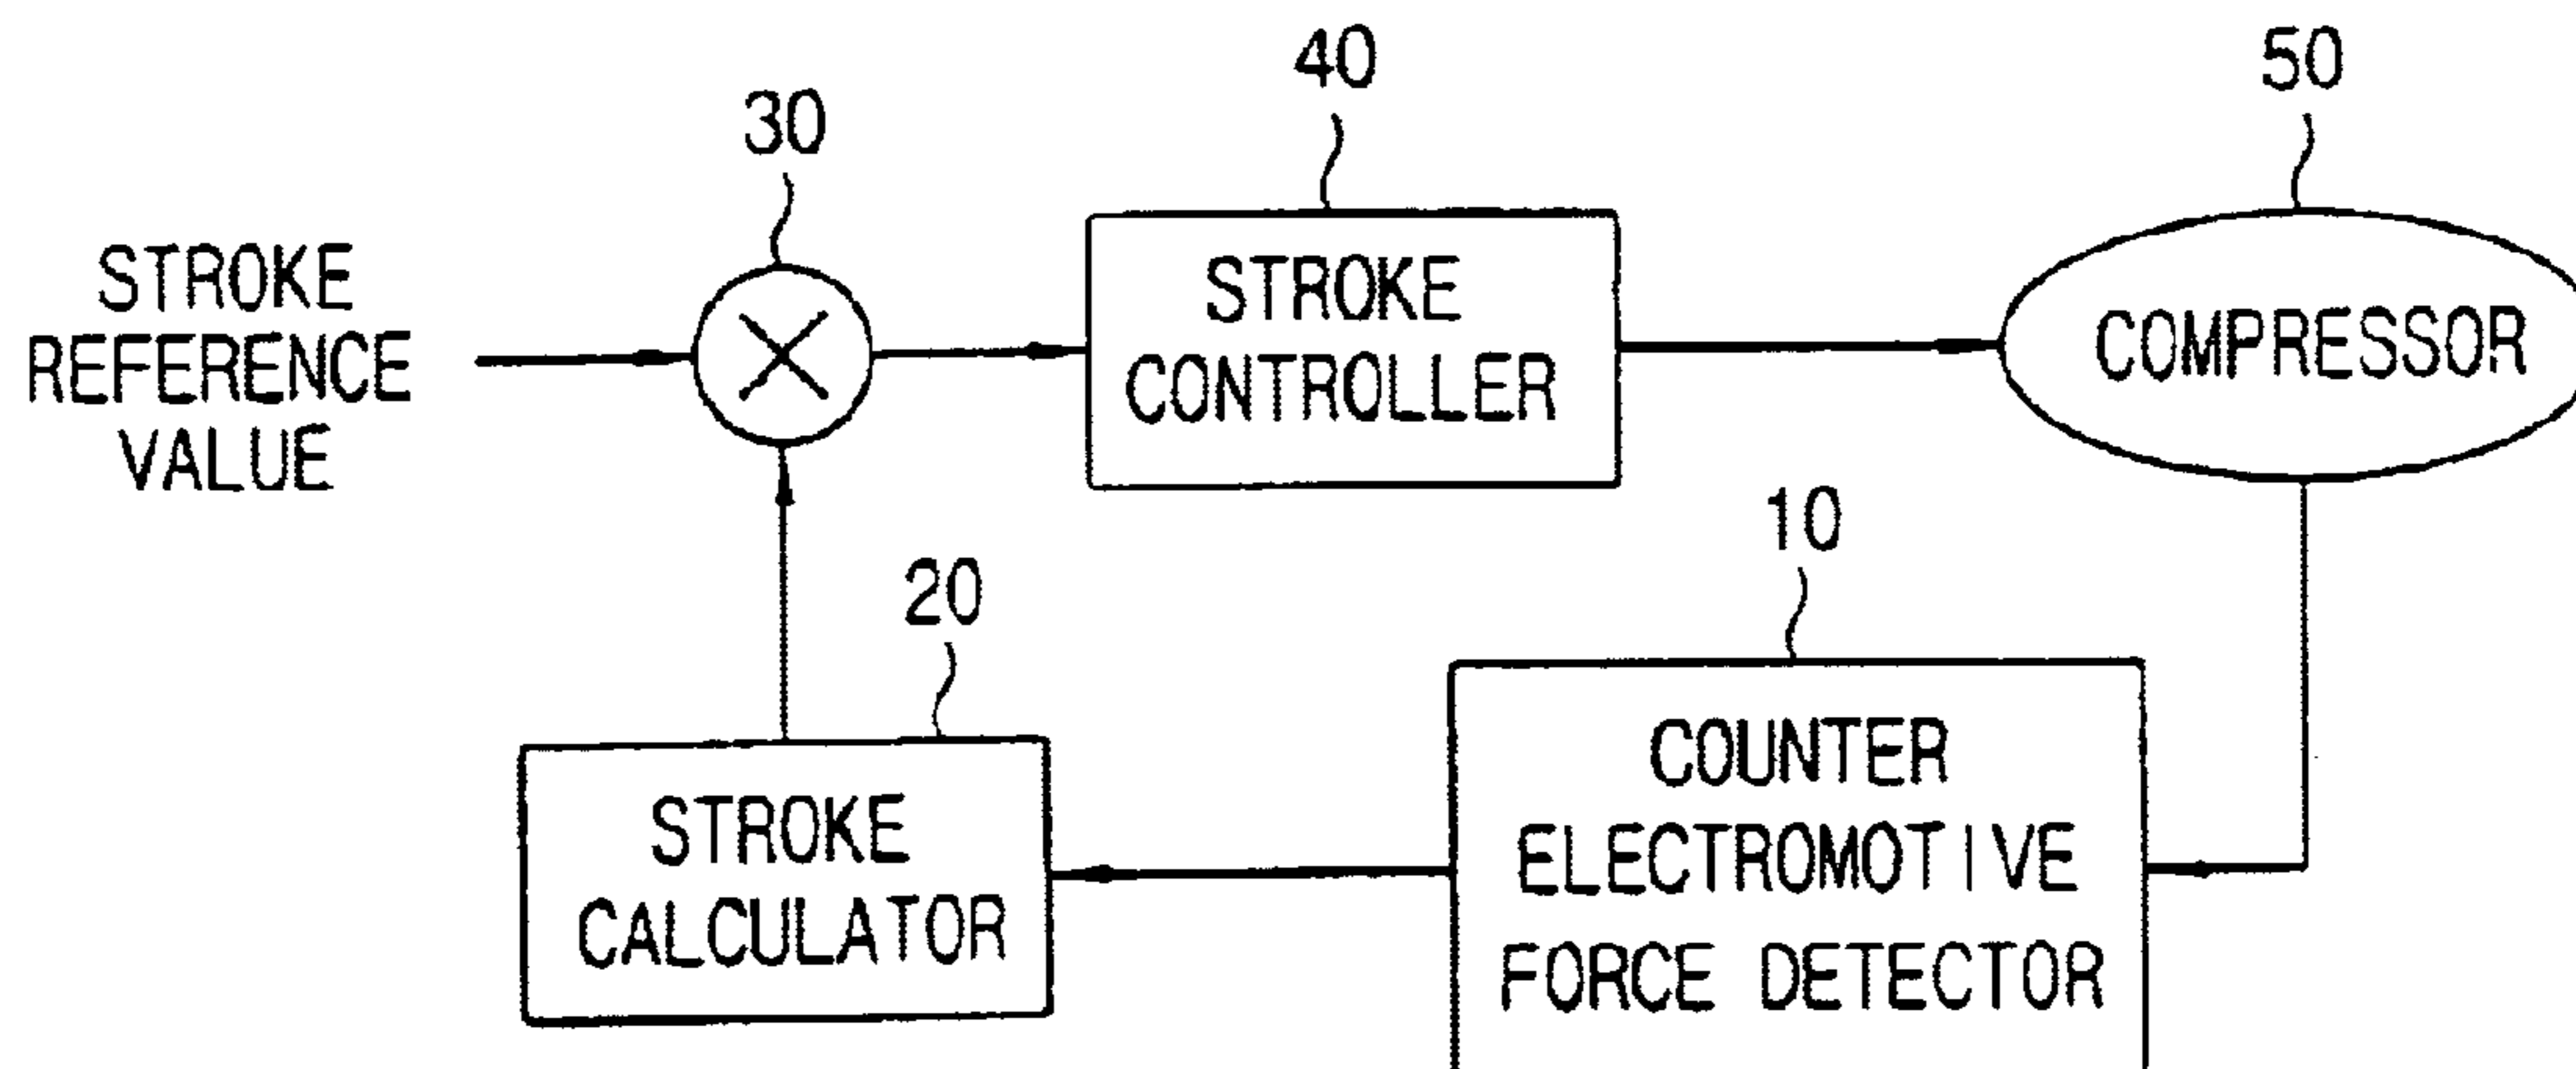 40
50
30
STROKE
REFERENCE
VALUE
STROKE
CONTROLLER
COMPRESSOR
10
20
COUNTER
ELECTROMOTIVE
FORCE DETECTOR
STROKE
CALCULATOR